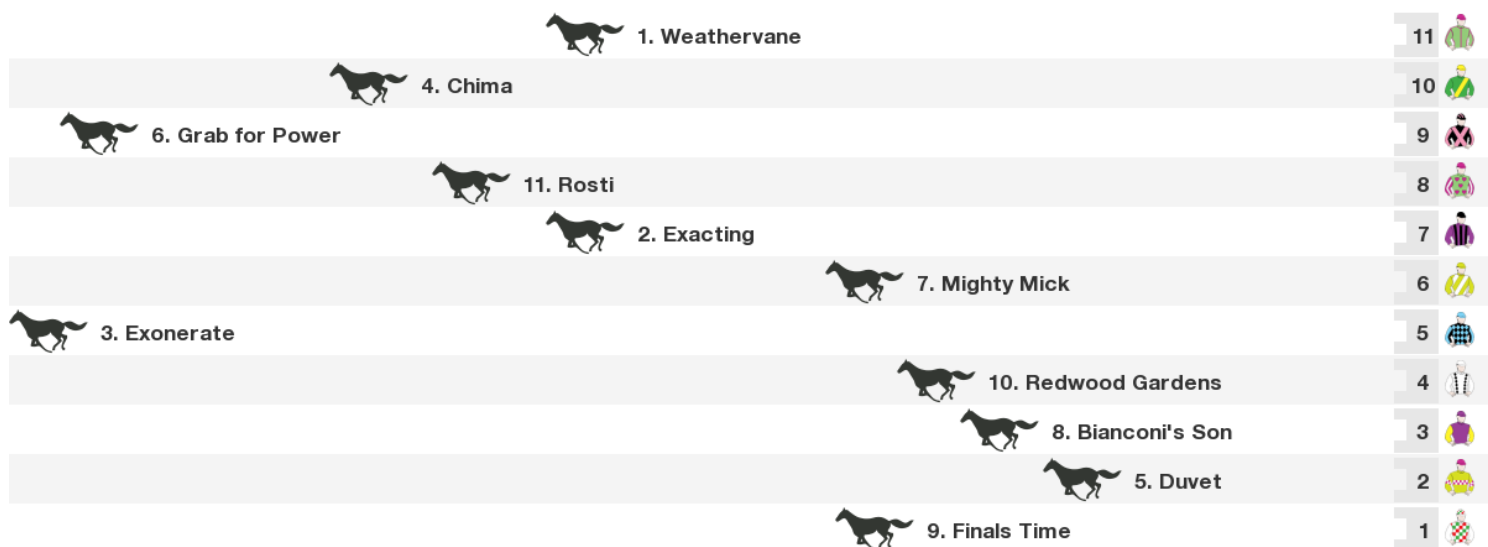 1. Weathervane 11
4. Chima 10
6. Grab for Power 9
11. Rosti 8
2. Exacting 7
7. Mighty Mick 6
3. Exonerate 5
10. Redwood Gardens 4
8. Bianconi's Son 3
5. Duvet 2
9. Finals Time 1